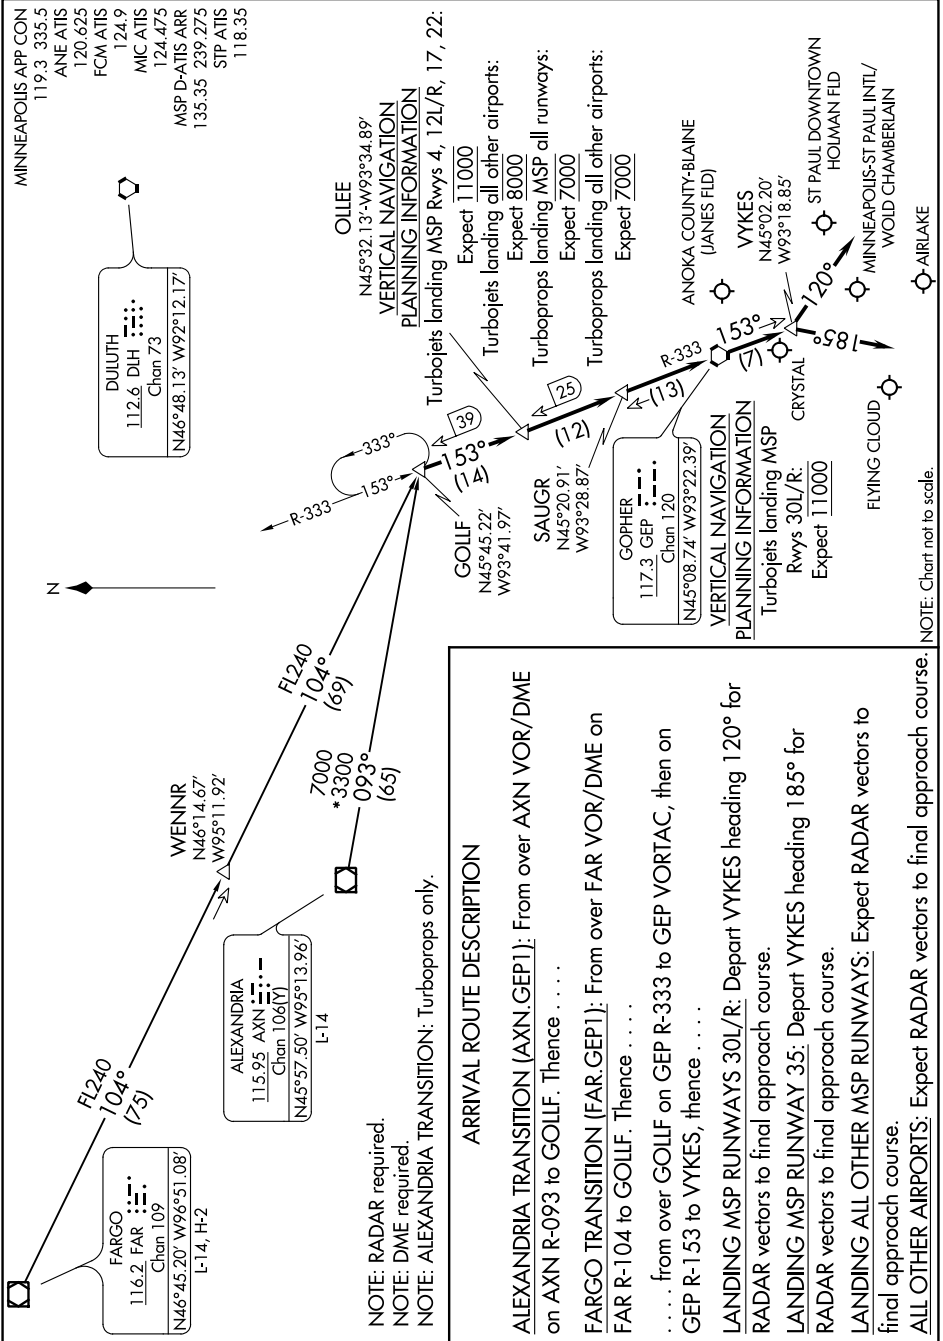 MINNEAPOLIS APP CON
119.3 335.5
ANE ATIS
120.625
FCM ATIS
124.9
MIC ATIS
124.475
MSP D-ATIS ARR
135.35 239.275
STP ATIS
118.35
DULUTH
112.6 DLH
Chan 73
N46°48.13' W92°12.17'
N
FARGO
116.2 FAR
Chan 109
N46°45.20' W96°51.08'
L-14, H-2
FL240
104°
(75)
WENNR
N46°14.67'
W95°11.92'
FL240
104°
(69)
ALEXANDRIA
115.95 AXN
Chan 106(Y)
N45°57.50' W95°13.96'
L-14
7000
*3300
093°
(65)
R-333
153°
333°
39
GOLLF
N45°45.22'
W93°41.97'
153°
(14)
OLLEE
N45°32.13'-W93°34.89'
VERTICAL NAVIGATION
PLANNING INFORMATION
Turbojets landing MSP Rwys 4, 12L/R, 17, 22:
Expect 11000
Turbojets landing all other airports:
Expect 8000
Turboprops landing MSP all runways:
Expect 7000
Turboprops landing all other airports:
Expect 7000
25
(12)
SAUGR
N45°20.91'
W93°28.87'
(13)
R-333
GOPHER
117.3 GEP
Chan 120
N45°08.74' W93°22.39'
153°
(7)
ANOKA COUNTY-BLAINE
(JANES FLD)
VYKES
N45°02.20'
W93°18.85'
CRYSTAL
120°
185°
ST PAUL DOWNTOWN
HOLMAN FLD
MINNEAPOLIS-ST PAUL INTL/
WOLD CHAMBERLAIN
AIRLAKE
FLYING CLOUD
VERTICAL NAVIGATION
PLANNING INFORMATION
Turbojets landing MSP
Rwys 30L/R:
Expect 11000
NOTE: Chart not to scale.
NOTE: RADAR required.
NOTE: DME required.
NOTE: ALEXANDRIA TRANSITION: Turboprops only.
ARRIVAL ROUTE DESCRIPTION
ALEXANDRIA TRANSITION (AXN.GEP1): From over AXN VOR/DME
on AXN R-093 to GOLLF. Thence . . . .
FARGO TRANSITION (FAR.GEP1): From over FAR VOR/DME on
FAR R-104 to GOLLF. Thence . . . .
. . . . from over GOLLF on GEP R-333 to GEP VORTAC, then on
GEP R-153 to VYKES, thence . . . .
LANDING MSP RUNWAYS 30L/R: Depart VYKES heading 120° for
RADAR vectors to final approach course.
LANDING MSP RUNWAY 35: Depart VYKES heading 185° for
RADAR vectors to final approach course.
LANDING ALL OTHER MSP RUNWAYS: Expect RADAR vectors to
final approach course.
ALL OTHER AIRPORTS: Expect RADAR vectors to final approach course.